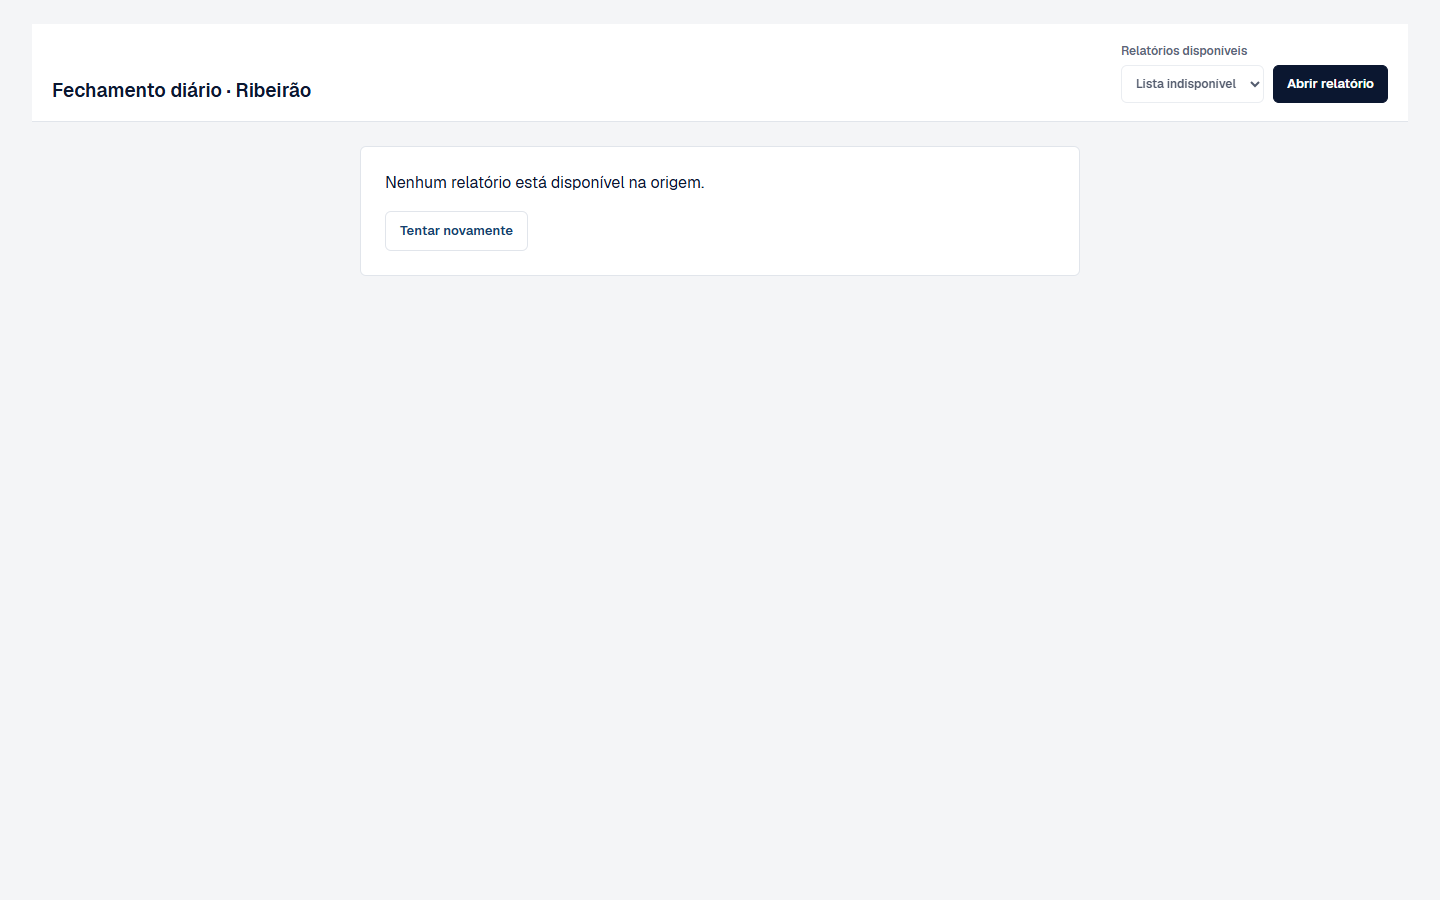 Fechamento diário · Ribeirão
Relatórios disponíveis
Lista indisponível
Abrir relatório
Nenhum relatório está disponível na origem.
Tentar novamente